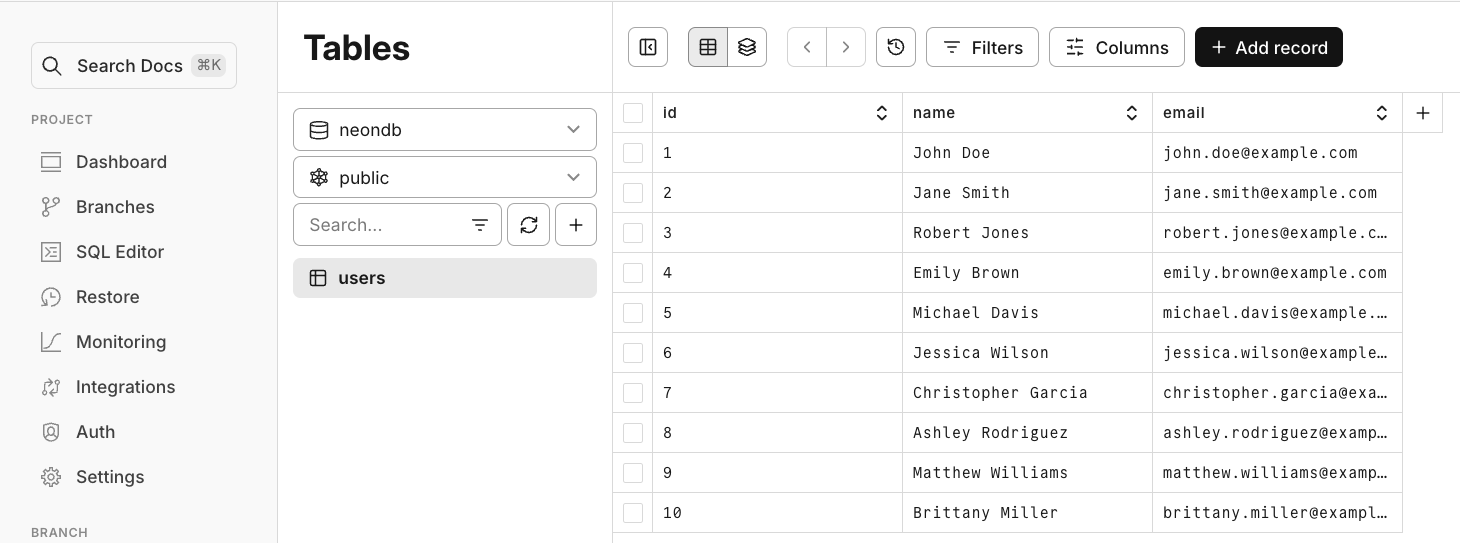 Search Docs ⌘K
PROJECT
Dashboard
Branches
SQL Editor
Restore
Monitoring
Integrations
Auth
Settings
BRANCH
Tables
neondb
public
Search...
users
Filters
Columns
+ Add record
id name email +
1 John Doe john.doe@example.com
2 Jane Smith jane.smith@example.com
3 Robert Jones robert.jones@example.c…
4 Emily Brown emily.brown@example.com
5 Michael Davis michael.davis@example.…
6 Jessica Wilson jessica.wilson@example…
7 Christopher Garcia christopher.garcia@exa…
8 Ashley Rodriguez ashley.rodriguez@examp…
9 Matthew Williams matthew.williams@examp…
10 Brittany Miller brittany.miller@exampl…